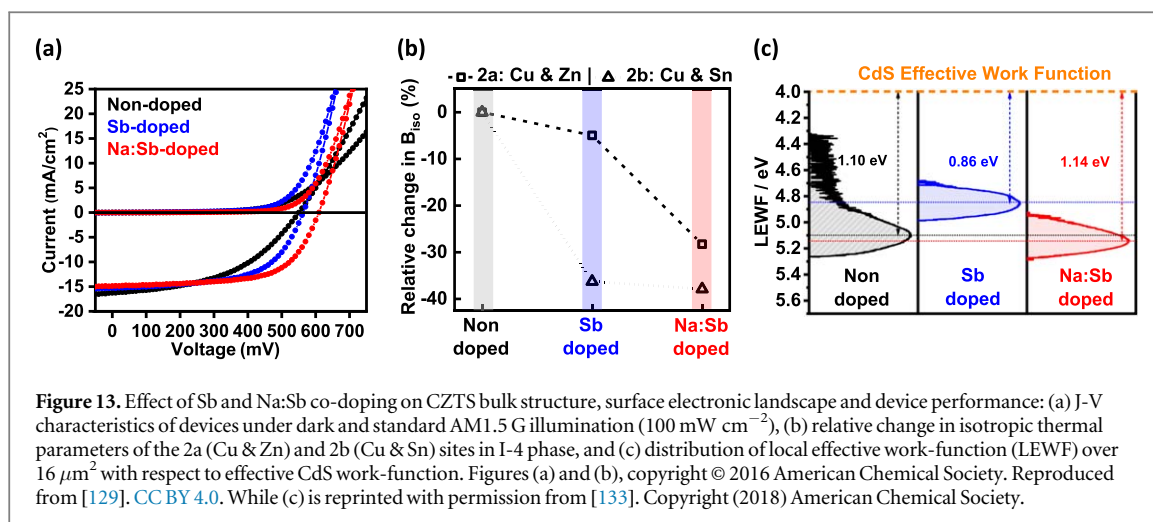 (a)
25
20
15
10
5
0
-5
-10
-15
-20
Current (mA/cm²)
Non-doped
Sb-doped
Na:Sb-doped
0 100 200 300 400 500 600 700
Voltage (mV)
(b)
2a: Cu & Zn | 2b: Cu & Sn
0
-10
-20
-30
-40
Relative change in Biso (%)
Non doped
Sb doped
Na:Sb doped
(c)
CdS Effective Work Function
4.0
4.2
4.4
4.6
4.8
5.0
5.2
5.4
5.6
LEWF / eV
1.10 eV
0.86 eV
1.14 eV
Non doped
Sb doped
Na:Sb doped
Figure 13. Effect of Sb and Na:Sb co-doping on CZTS bulk structure, surface electronic landscape and device performance: (a) J-V
characteristics of devices under dark and standard AM1.5 G illumination (100 mW cm⁻²), (b) relative change in isotropic thermal
parameters of the 2a (Cu & Zn) and 2b (Cu & Sn) sites in I-4 phase, and (c) distribution of local effective work-function (LEWF) over
16 μm² with respect to effective CdS work-function. Figures (a) and (b), copyright © 2016 American Chemical Society. Reproduced
from [129]. CC BY 4.0. While (c) is reprinted with permission from [133]. Copyright (2018) American Chemical Society.